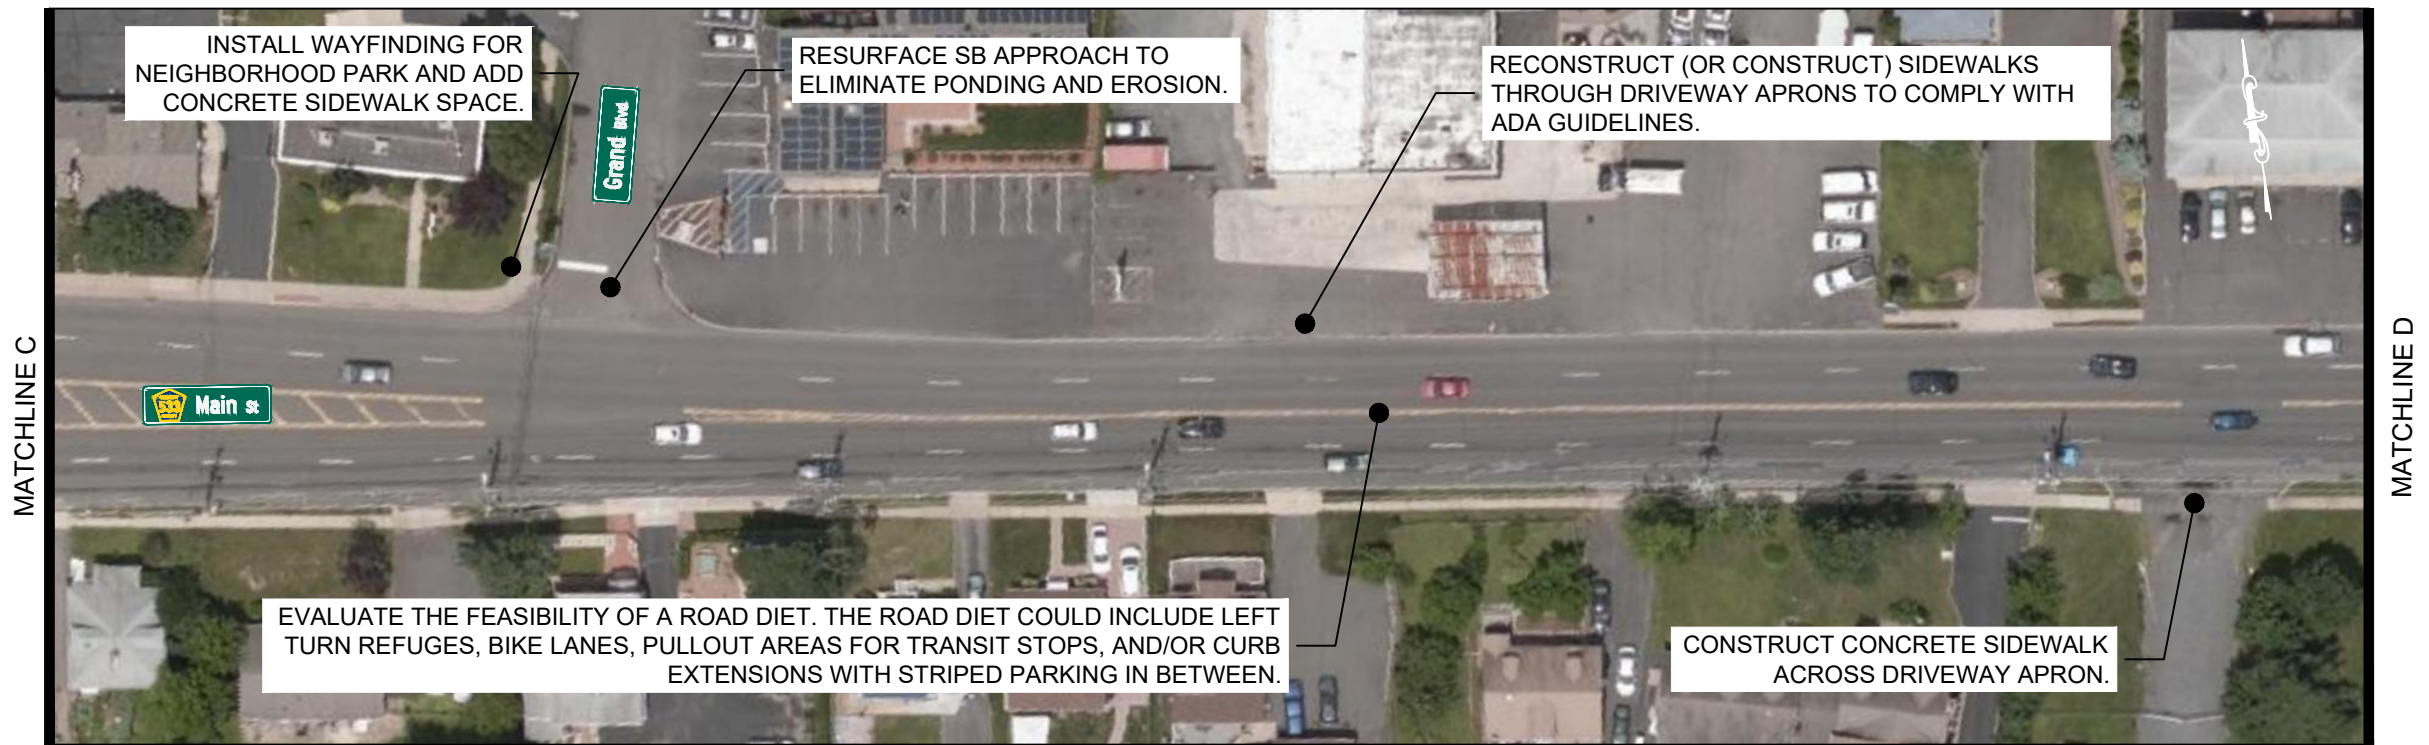 INSTALL WAYFINDING FOR
NEIGHBORHOOD PARK AND ADD
CONCRETE SIDEWALK SPACE.
RESURFACE SB APPROACH TO
ELIMINATE PONDING AND EROSION.
RECONSTRUCT (OR CONSTRUCT) SIDEWALKS
THROUGH DRIVEWAY APRONS TO COMPLY WITH
ADA GUIDELINES.
Grand Blvd
MATCHLINE C
Main St
MATCHLINE D
EVALUATE THE FEASIBILITY OF A ROAD DIET. THE ROAD DIET COULD INCLUDE LEFT
TURN REFUGES, BIKE LANES, PULLOUT AREAS FOR TRANSIT STOPS, AND/OR CURB
EXTENSIONS WITH STRIPED PARKING IN BETWEEN.
CONSTRUCT CONCRETE SIDEWALK
ACROSS DRIVEWAY APRON.